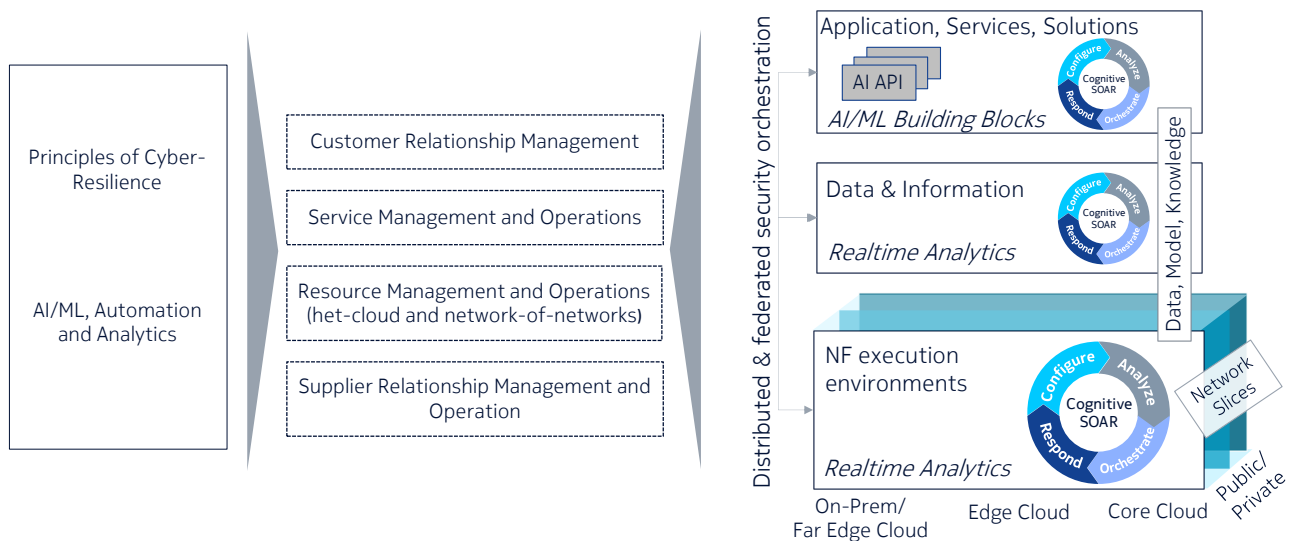 Principles of Cyber-
Resilience
AI/ML, Automation
and Analytics
Customer Relationship Management
Service Management and Operations
Resource Management and Operations
(het-cloud and network-of-networks)
Supplier Relationship Management and
Operation
Distributed & federated security orchestration
Application, Services, Solutions
AI API
AI/ML Building Blocks
Configure
Analyze
Orchestrate
Respond
Cognitive
SOAR
Data & Information
Realtime Analytics
Configure
Analyze
Orchestrate
Respond
Cognitive
SOAR
Data, Model, Knowledge
NF execution
environments
Realtime Analytics
Configure
Analyze
Orchestrate
Respond
Cognitive
SOAR
Network
Slices
On-Prem/
Far Edge Cloud
Edge Cloud
Core Cloud
Public/
Private